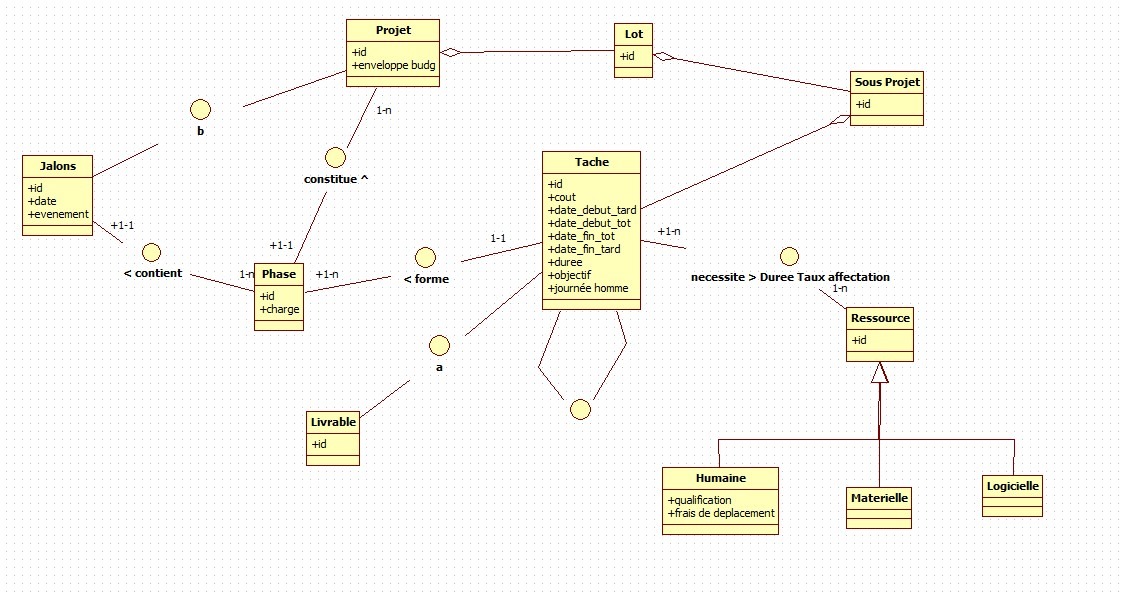 Projet
+id
+enveloppe budg
Lot
+id
Sous Projet
+id
1-n
b
constitue ^
Jalons
+id
+date
+evenement
+1-1
< contient
1-n
+1-1
Phase
+id
+charge
+1-n
< forme
1-1
Tache
+id
+cout
+date_debut_tard
+date_debut_tot
+date_fin_tot
+date_fin_tard
+duree
+objectif
+journée homme
+1-n
necessite > Duree Taux affectation
1-n
Ressource
+id
a
Livrable
+id
Humaine
+qualification
+frais de deplacement
Materielle
Logicielle